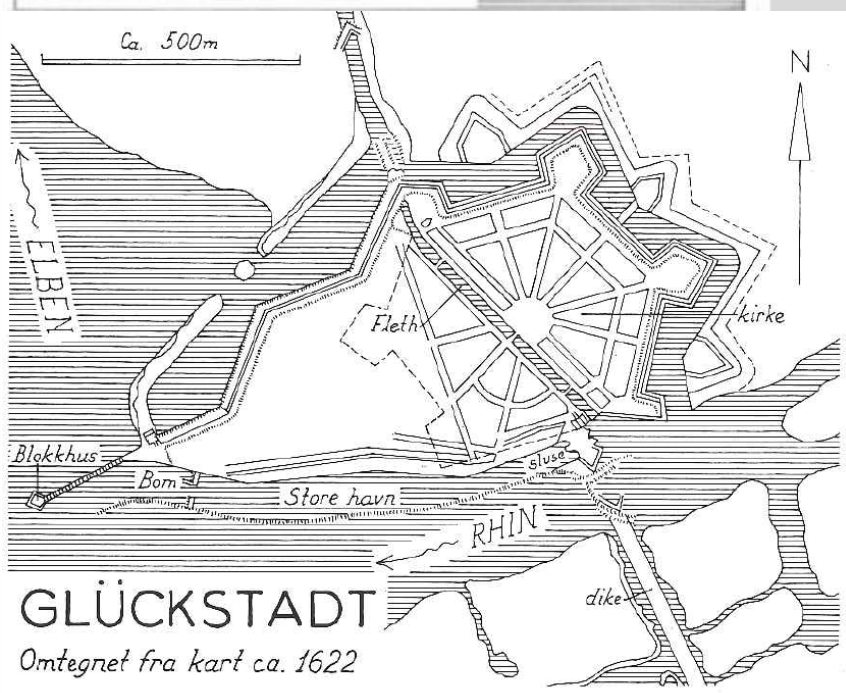 Ca. 500m
N
ELBEN
Fleth
kirke
Blokkhus
Bom
sluse
Store havn
RHIN
dike
GLÜCKSTADT
Omtegnet fra kart ca. 1622